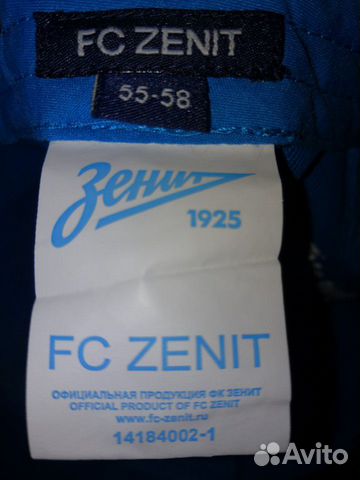 FC ZENIT
55-58
Зенит
1925
FC ZENIT
ОФИЦИАЛЬНАЯ ПРОДУКЦИЯ ФК ЗЕНИТ
OFFICIAL PRODUCT OF FC ZENIT
www.fc-zenit.ru
14184002-1
Avito